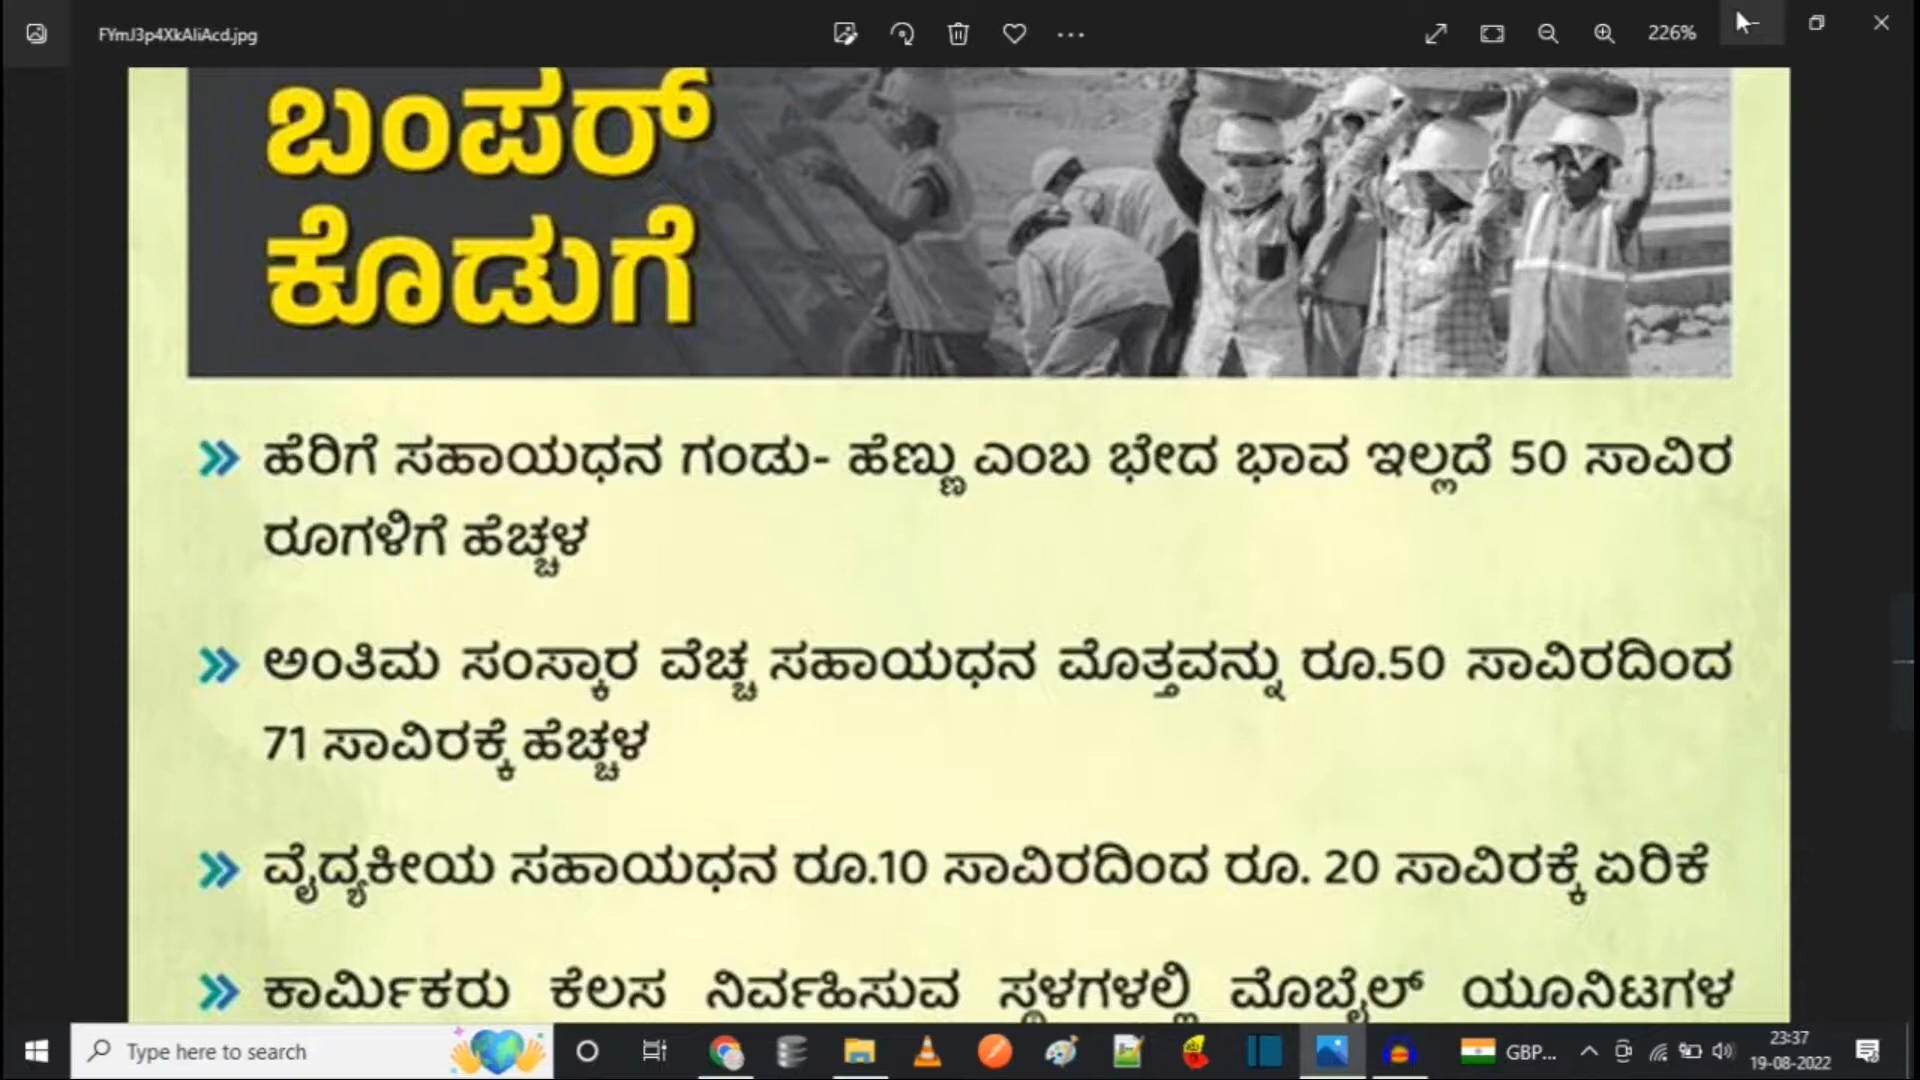 FYmJ3p4XkAliAcd.jpg
226%
ಬಂಪರ್
ಕೊಡುಗೆ
ಹೆರಿಗೆ ಸಹಾಯಧನ ಗಂಡು- ಹೆಣ್ಣು ಎಂಬ ಭೇದ ಭಾವ ಇಲ್ಲದೆ 50 ಸಾವಿರ
ರೂಗಳಿಗೆ ಹೆಚ್ಚಳ
ಅಂತಿಮ ಸಂಸ್ಕಾರ ವೆಚ್ಚ ಸಹಾಯಧನ ಮೊತ್ತವನ್ನು ರೂ.50 ಸಾವಿರದಿಂದ
71 ಸಾವಿರಕ್ಕೆ ಹೆಚ್ಚಳ
ವೈದ್ಯಕೀಯ ಸಹಾಯಧನ ರೂ.10 ಸಾವಿರದಿಂದ ರೂ. 20 ಸಾವಿರಕ್ಕೆ ಏರಿಕೆ
ಕಾರ್ಮಿಕರು ಕೆಲಸ ನಿರ್ವಹಿಸುವ ಸ್ಥಳಗಳಲ್ಲಿ ಮೊಬೈಲ್ ಯೂನಿಟಗಳ
Type here to search
GBP...
23:37
19-08-2022